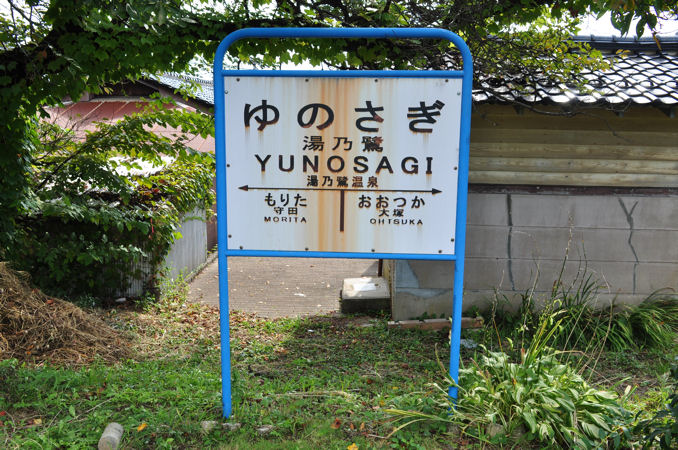 ゆのさぎ
湯乃鷺
YUNOSAGI
湯乃鷺温泉
もりた おおつか
守田 大塚
MORITA OHTSUKA